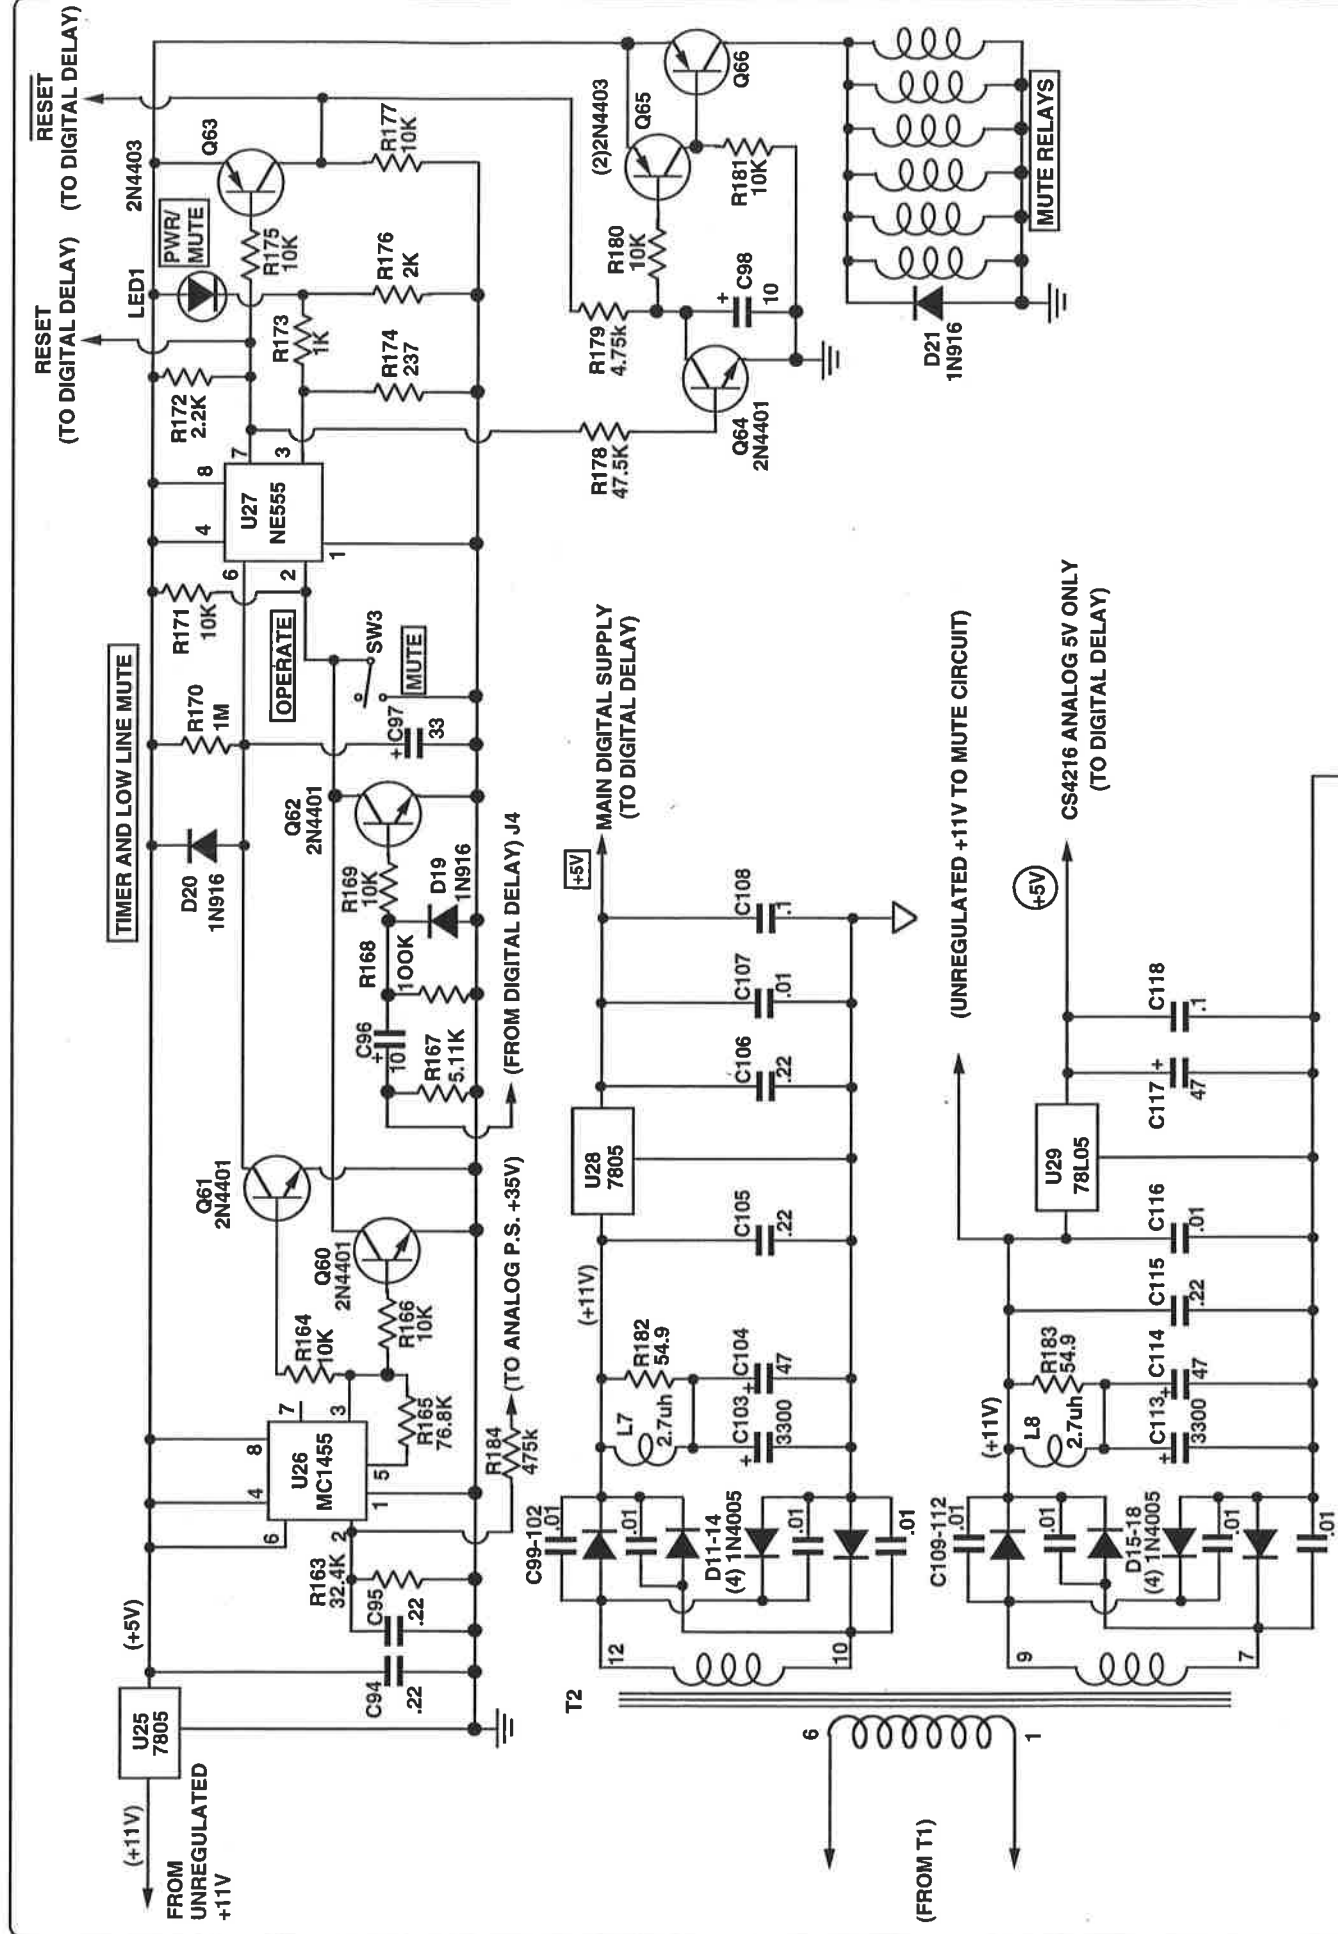 TIMER AND LOW LINE MUTE
FROM
UNREGULATED
+11V
(+11V)
U25
7805
(+5V)
C94
.22
C95
.22
R163
32.4K
6
2
4
8
1
5
7
3
U26
MC1455
R184
475k
(TO ANALOG P.S. +35V)
R165
76.8K
R164
10K
R166
10K
Q60
2N4401
Q61
2N4401
R167
5.11K
(FROM DIGITAL DELAY) J4
C96
+
10
R168
100K
R169
10K
D19
1N916
Q62
2N4401
D20
1N916
R170
1M
+
C97
33
OPERATE
SW3
MUTE
R171
10K
6
2
4
8
1
7
3
U27
NE555
R172
2.2K
RESET
(TO DIGITAL DELAY)
LED1
PWR/
MUTE
R173
1K
R174
237
R175
10K
R176
2K
2N4403
Q63
R177
10K
RESET
(TO DIGITAL DELAY)
R178
47.5K
Q64
2N4401
R179
4.75k
R180
10K
+
C98
10
(2)2N4403
Q65
R181
10K
Q66
D21
1N916
MUTE RELAYS
(FROM T1)
6
1
T2
12
10
C99-102
.01
.01
D11-14
(4) 1N4005
.01
.01
(+11V)
L7
2.7uh
R182
54.9
C103
+
3300
C104
+
47
C105
.22
U28
7805
C106
.22
C107
.01
C108
.1
+5V
MAIN DIGITAL SUPPLY
(TO DIGITAL DELAY)
9
7
C109-112
.01
.01
D15-18
(4) 1N4005
.01
.01
(+11V)
L8
2.7uh
R183
54.9
C113
+
3300
C114
+
47
C115
.22
C116
.01
(UNREGULATED +11V TO MUTE CIRCUIT)
U29
78L05
C117
+
47
C118
.1
+5V
CS4216 ANALOG 5V ONLY
(TO DIGITAL DELAY)